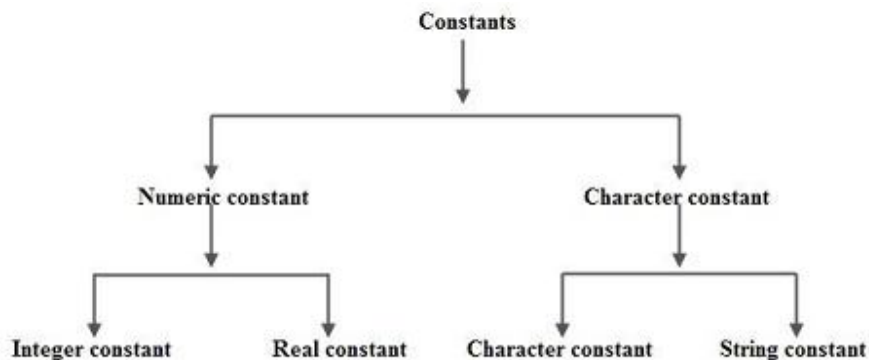 Constants
Numeric constant
Character constant
Integer constant
Real constant
Character constant
String constant